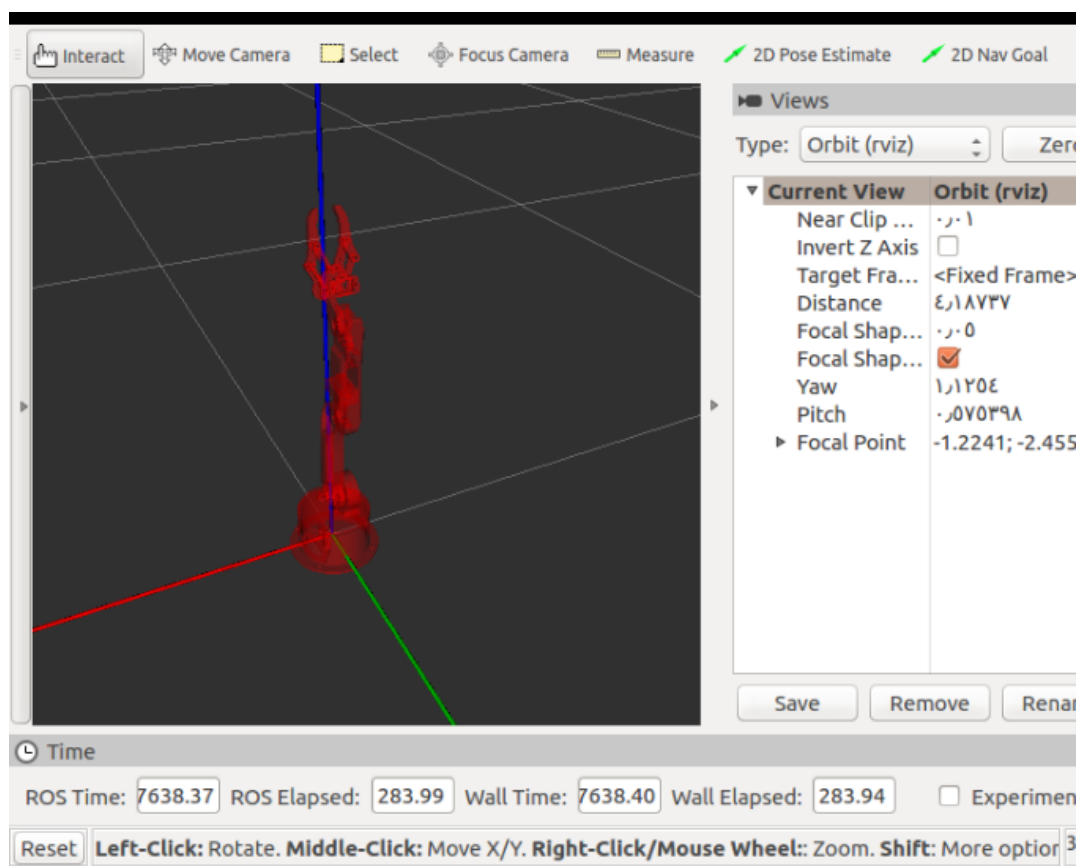 Interact Move Camera Select Focus Camera Measure 2D Pose Estimate 2D Nav Goal
Views
Type: Orbit (rviz) Zero
Current View Orbit (rviz)
Near Clip ... ٠٫٠١
Invert Z Axis
Target Fra... <Fixed Frame>
Distance ٤٫١٨٧٣٧
Focal Shap... ٠٫٠٥
Focal Shap...
Yaw ١٫١٢٥٤
Pitch ٠٫٥٧٥٣٩٨
Focal Point -1.2241; -2.455
Save Remove Renam
Time
ROS Time: 7638.37 ROS Elapsed: 283.99 Wall Time: 7638.40 Wall Elapsed: 283.94 Experimen
Reset Left-Click: Rotate. Middle-Click: Move X/Y. Right-Click/Mouse Wheel:: Zoom. Shift: More option 3